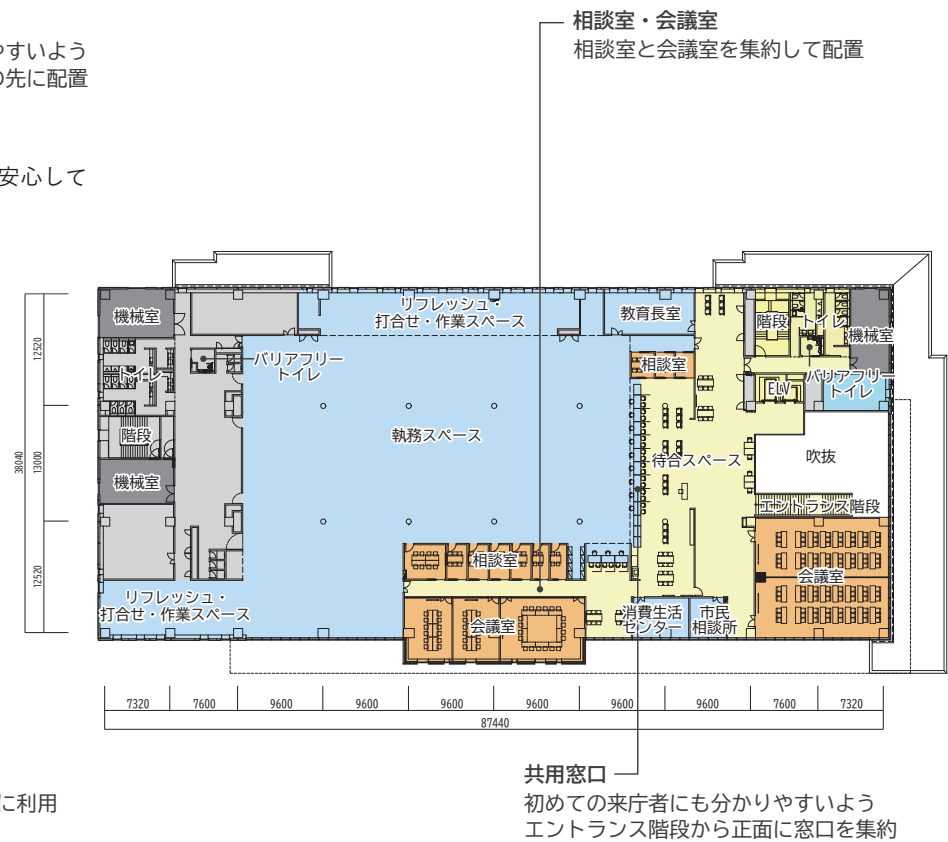 相談室・会議室
相談室と会議室を集約して配置
やすいよう
の先に配置
安心して
機械室
リフレッシュ・
打合せ・作業スペース
教育長室
階段
トイレ
機械室
バリアフリー
トイレ
トイレ
相談室
ELV
バリアフリー
トイレ
階段
執務スペース
待合スペース
吹抜
機械室
エントランス階段
相談室
会議室
リフレッシュ・
打合せ・作業スペース
会議室
消費生活
センター
市民
相談所
12520
13000
12520
38040
7320
7600
9600
9600
9600
9600
9600
9600
7600
7320
87440
共用窓口
初めての来庁者にも分かりやすいよう
エントランス階段から正面に窓口を集約
に利用